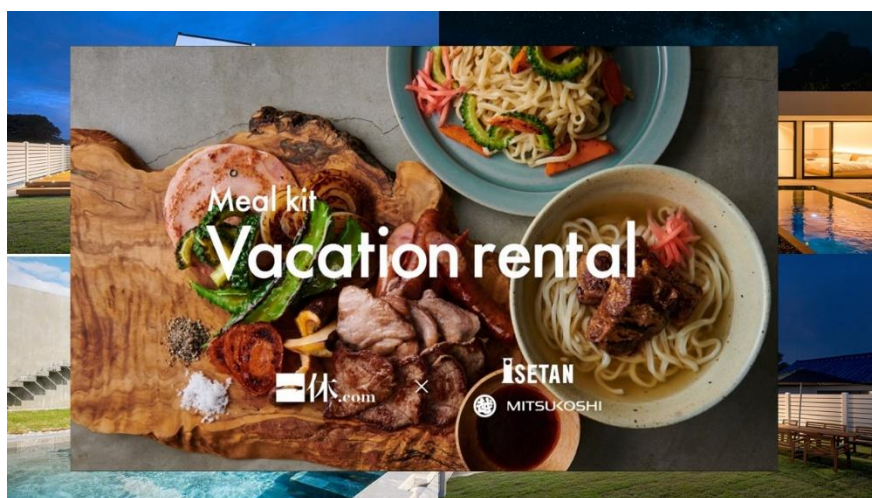 Meal kit
Vacation rental
一休.com
×
ISETAN
MITSUKOSHI